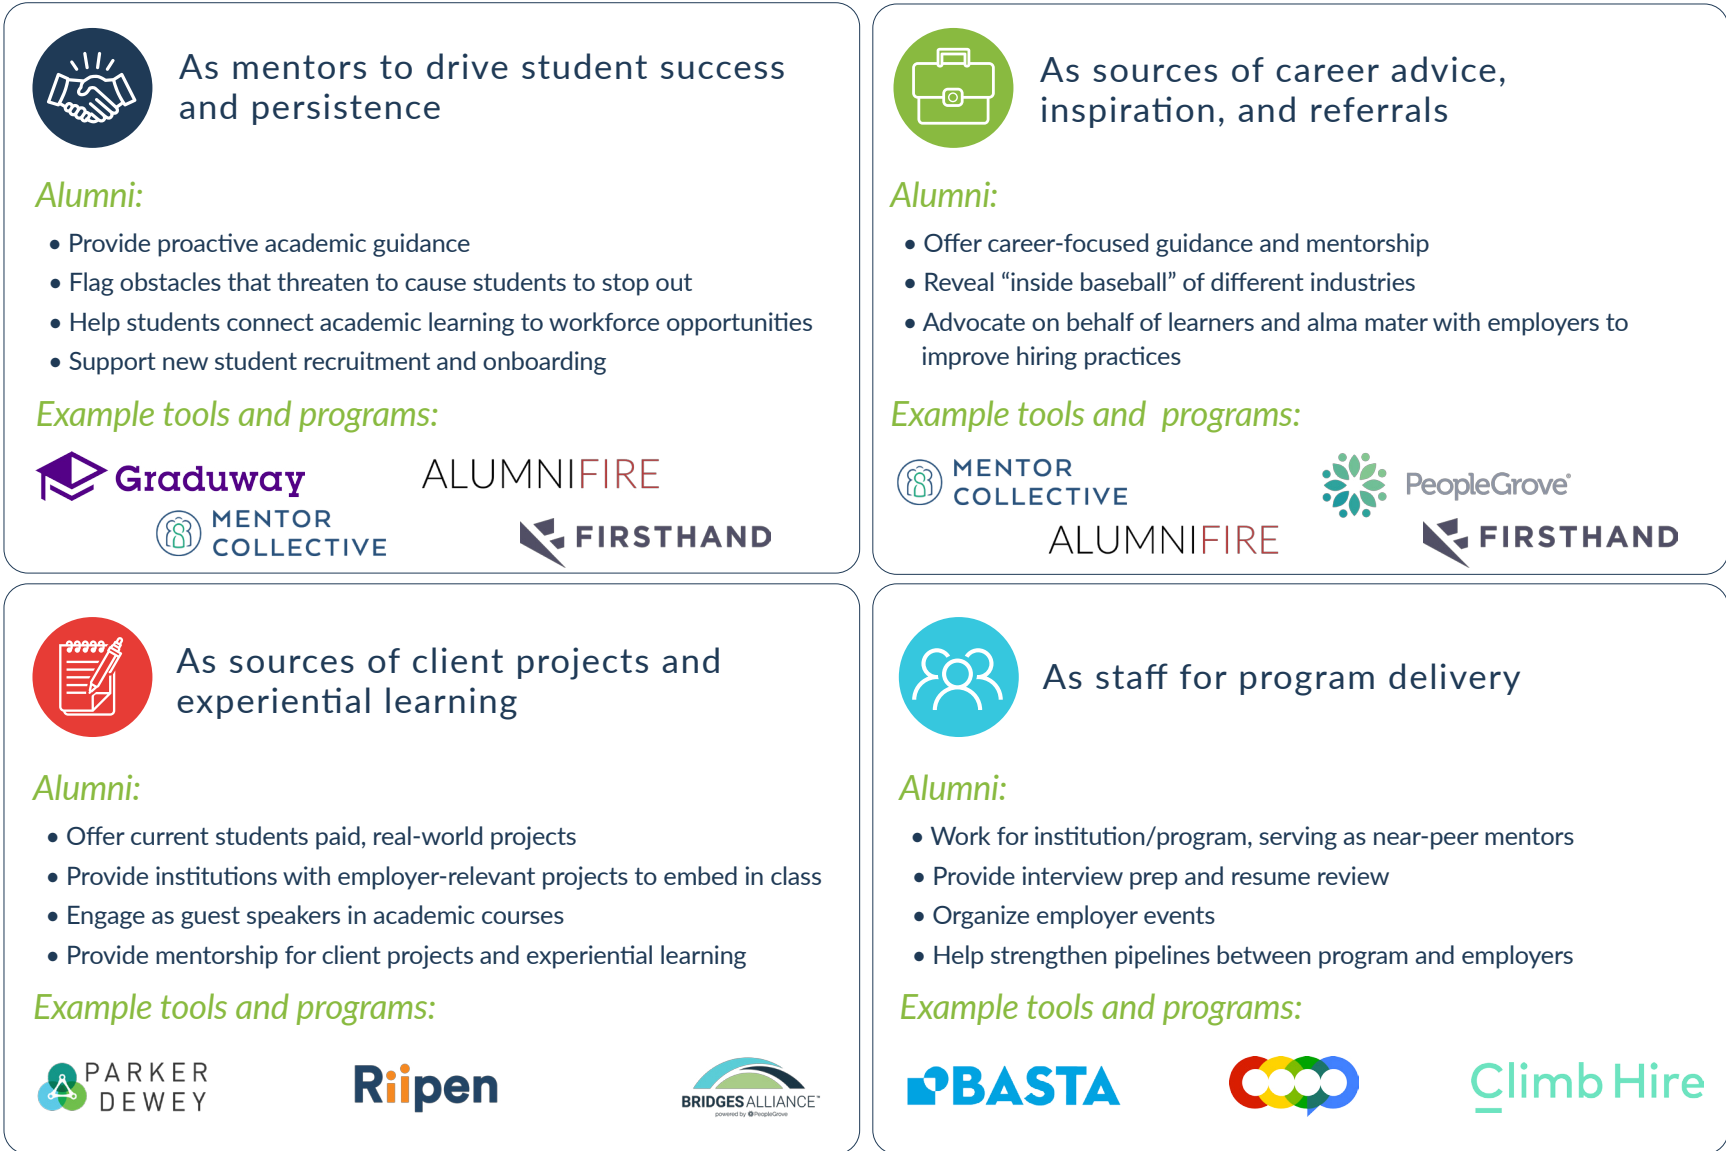 As mentors to drive student success
and persistence
Alumni:
• Provide proactive academic guidance
• Flag obstacles that threaten to cause students to stop out
• Help students connect academic learning to workforce opportunities
• Support new student recruitment and onboarding
Example tools and programs:
Graduway
ALUMNIFIRE
MENTOR
COLLECTIVE
FIRSTHAND
As sources of career advice,
inspiration, and referrals
Alumni:
• Offer career-focused guidance and mentorship
• Reveal “inside baseball” of different industries
• Advocate on behalf of learners and alma mater with employers to
improve hiring practices
Example tools and programs:
MENTOR
COLLECTIVE
PeopleGrove®
ALUMNIFIRE
FIRSTHAND
As sources of client projects and
experiential learning
Alumni:
• Offer current students paid, real-world projects
• Provide institutions with employer-relevant projects to embed in class
• Engage as guest speakers in academic courses
• Provide mentorship for client projects and experiential learning
Example tools and programs:
PARKER
DEWEY
Riipen
BRIDGES ALLIANCE™
powered by PeopleGrove
As staff for program delivery
Alumni:
• Work for institution/program, serving as near-peer mentors
• Provide interview prep and resume review
• Organize employer events
• Help strengthen pipelines between program and employers
Example tools and programs:
BASTA
COOP
Climb Hire